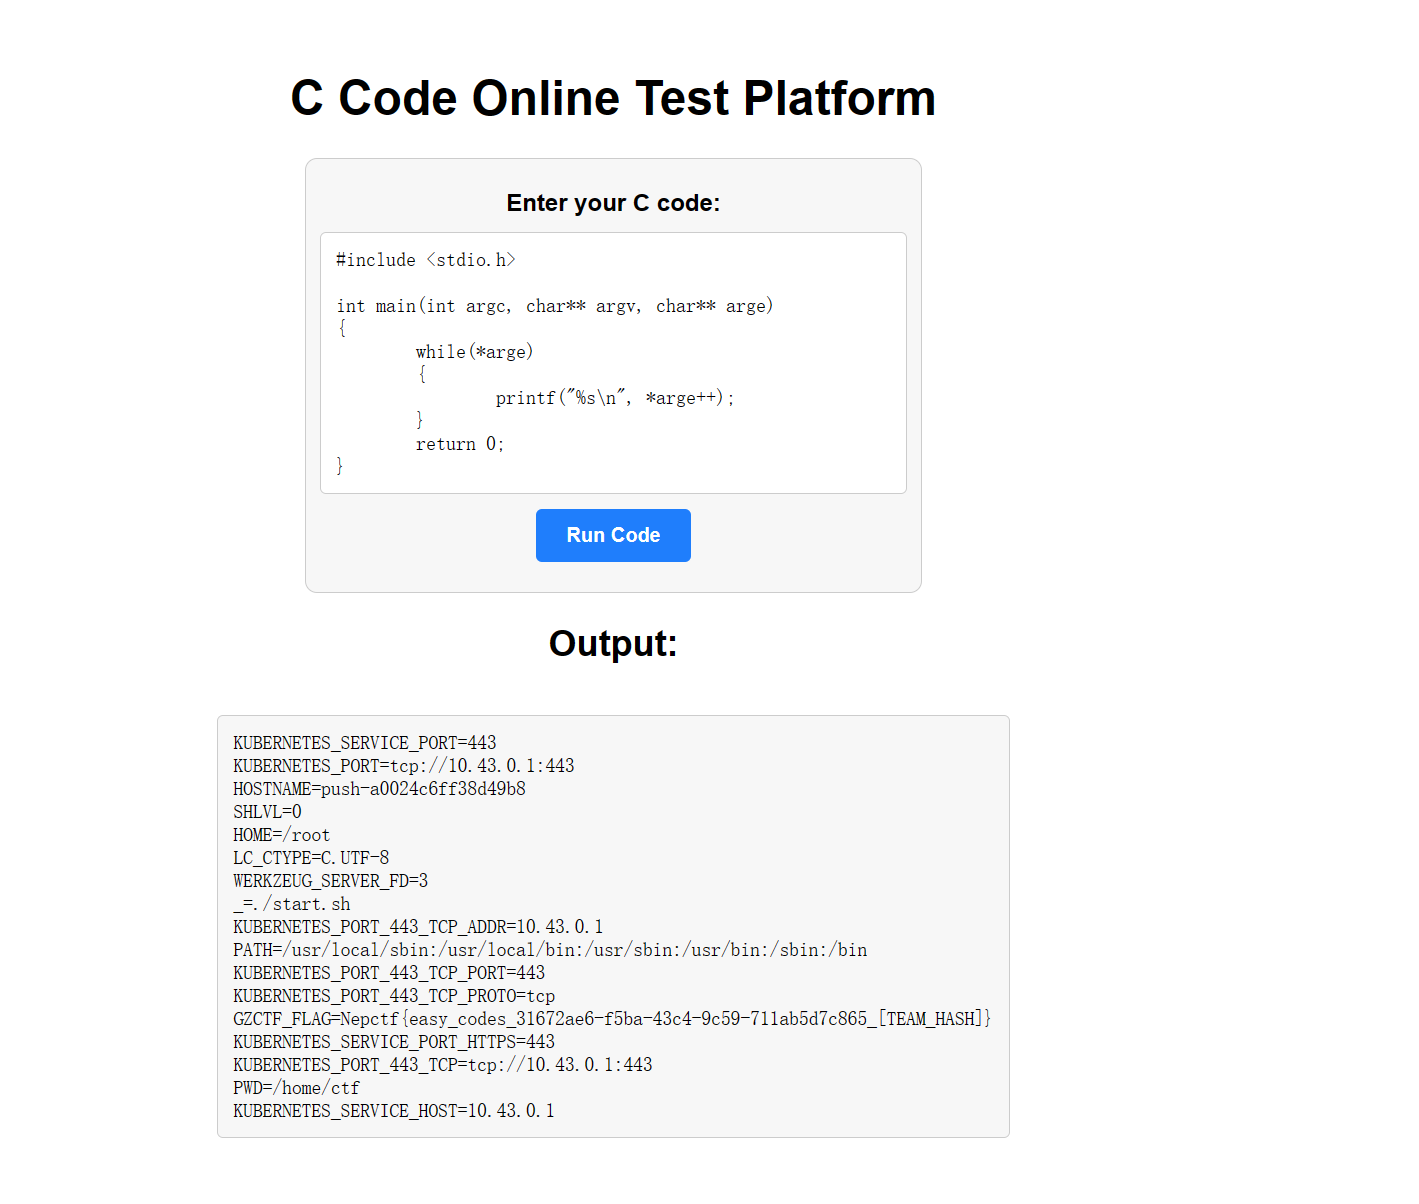 C Code Online Test Platform
Enter your C code:
#include <stdio.h>
int main(int argc, char** argv, char** arge)
{
        while(*arge)
        {
                printf("%s\n", *arge++);
        }
        return 0;
}
Run Code
Output:
KUBERNETES_SERVICE_PORT=443
KUBERNETES_PORT=tcp://10.43.0.1:443
HOSTNAME=push-a0024c6ff38d49b8
SHLVL=0
HOME=/root
LC_CTYPE=C.UTF-8
WERKZEUG_SERVER_FD=3
_=./start.sh
KUBERNETES_PORT_443_TCP_ADDR=10.43.0.1
PATH=/usr/local/sbin:/usr/local/bin:/usr/sbin:/usr/bin:/sbin:/bin
KUBERNETES_PORT_443_TCP_PORT=443
KUBERNETES_PORT_443_TCP_PROTO=tcp
GZCTF_FLAG=Nepctf{easy_codes_31672ae6-f5ba-43c4-9c59-711ab5d7c865_[TEAM_HASH]}
KUBERNETES_SERVICE_PORT_HTTPS=443
KUBERNETES_PORT_443_TCP=tcp://10.43.0.1:443
PWD=/home/ctf
KUBERNETES_SERVICE_HOST=10.43.0.1